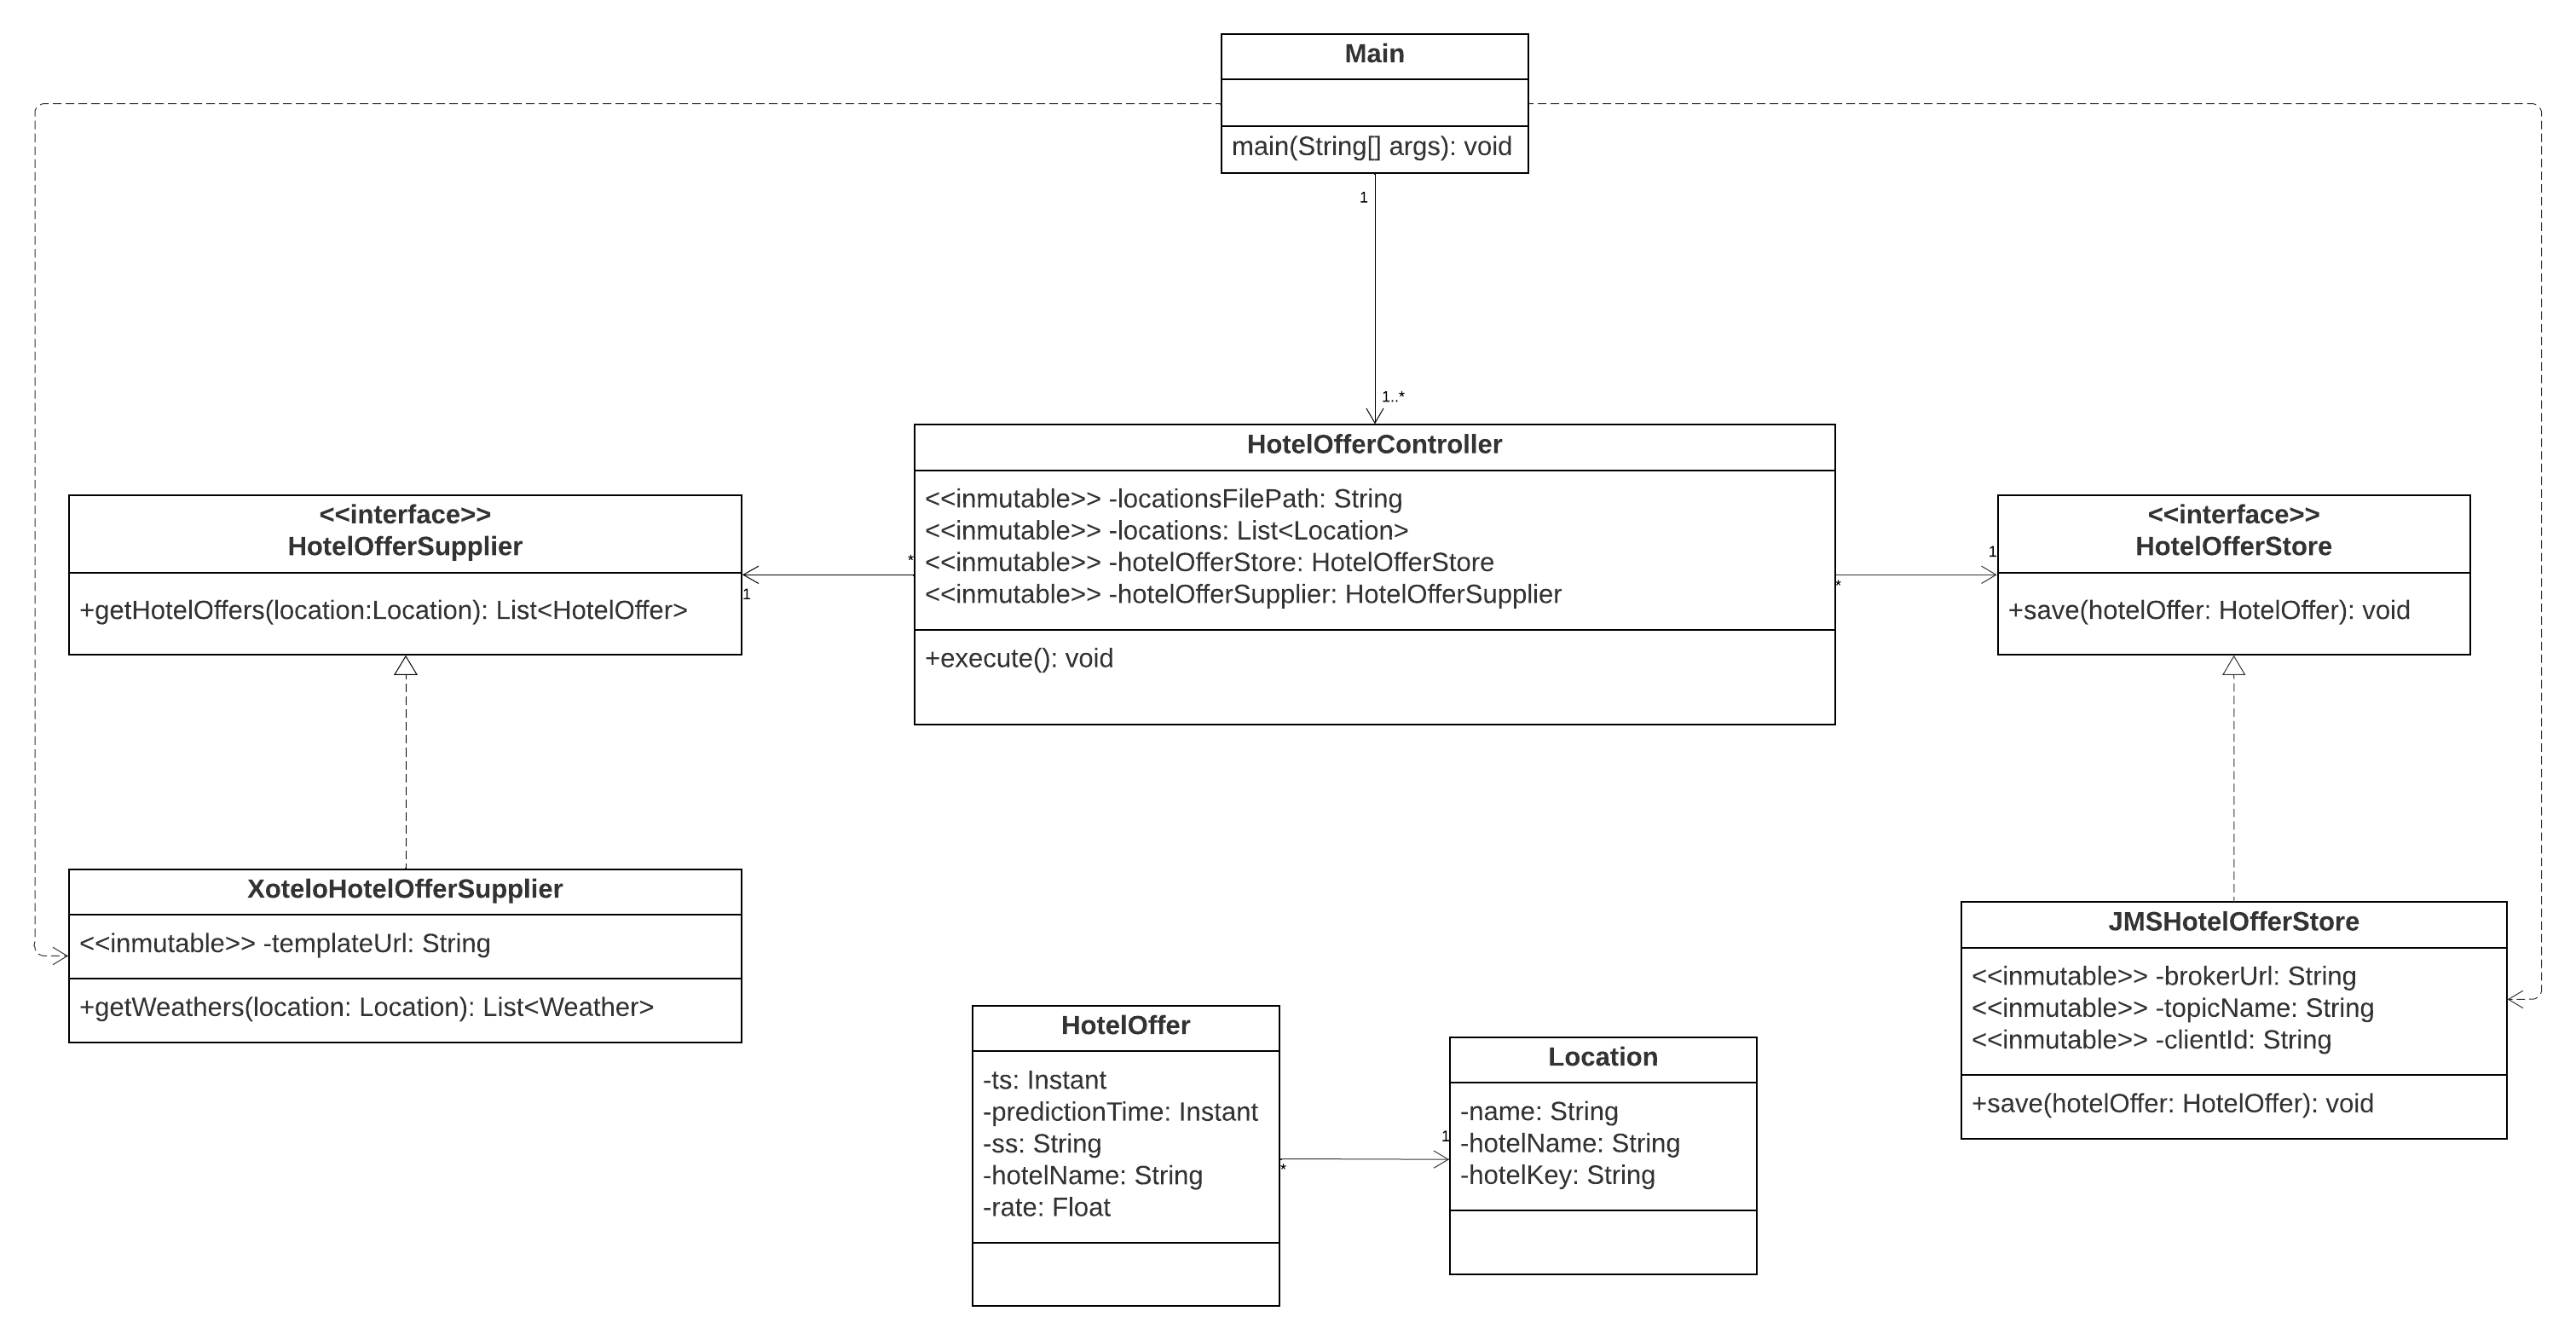 Main
main(String[] args): void
1
1..*
HotelOfferController
<<inmutable>> -locationsFilePath: String
<<inmutable>> -locations: List<Location>
<<inmutable>> -hotelOfferStore: HotelOfferStore
<<inmutable>> -hotelOfferSupplier: HotelOfferSupplier
+execute(): void
<<interface>>
HotelOfferSupplier
+getHotelOffers(location:Location): List<HotelOffer>
*
1
<<interface>>
HotelOfferStore
+save(hotelOffer: HotelOffer): void
1
*
XoteloHotelOfferSupplier
<<inmutable>> -templateUrl: String
+getWeathers(location: Location): List<Weather>
HotelOffer
-ts: Instant
-predictionTime: Instant
-ss: String
-hotelName: String
-rate: Float
1
*
Location
-name: String
-hotelName: String
-hotelKey: String
JMSHotelOfferStore
<<inmutable>> -brokerUrl: String
<<inmutable>> -topicName: String
<<inmutable>> -clientId: String
+save(hotelOffer: HotelOffer): void